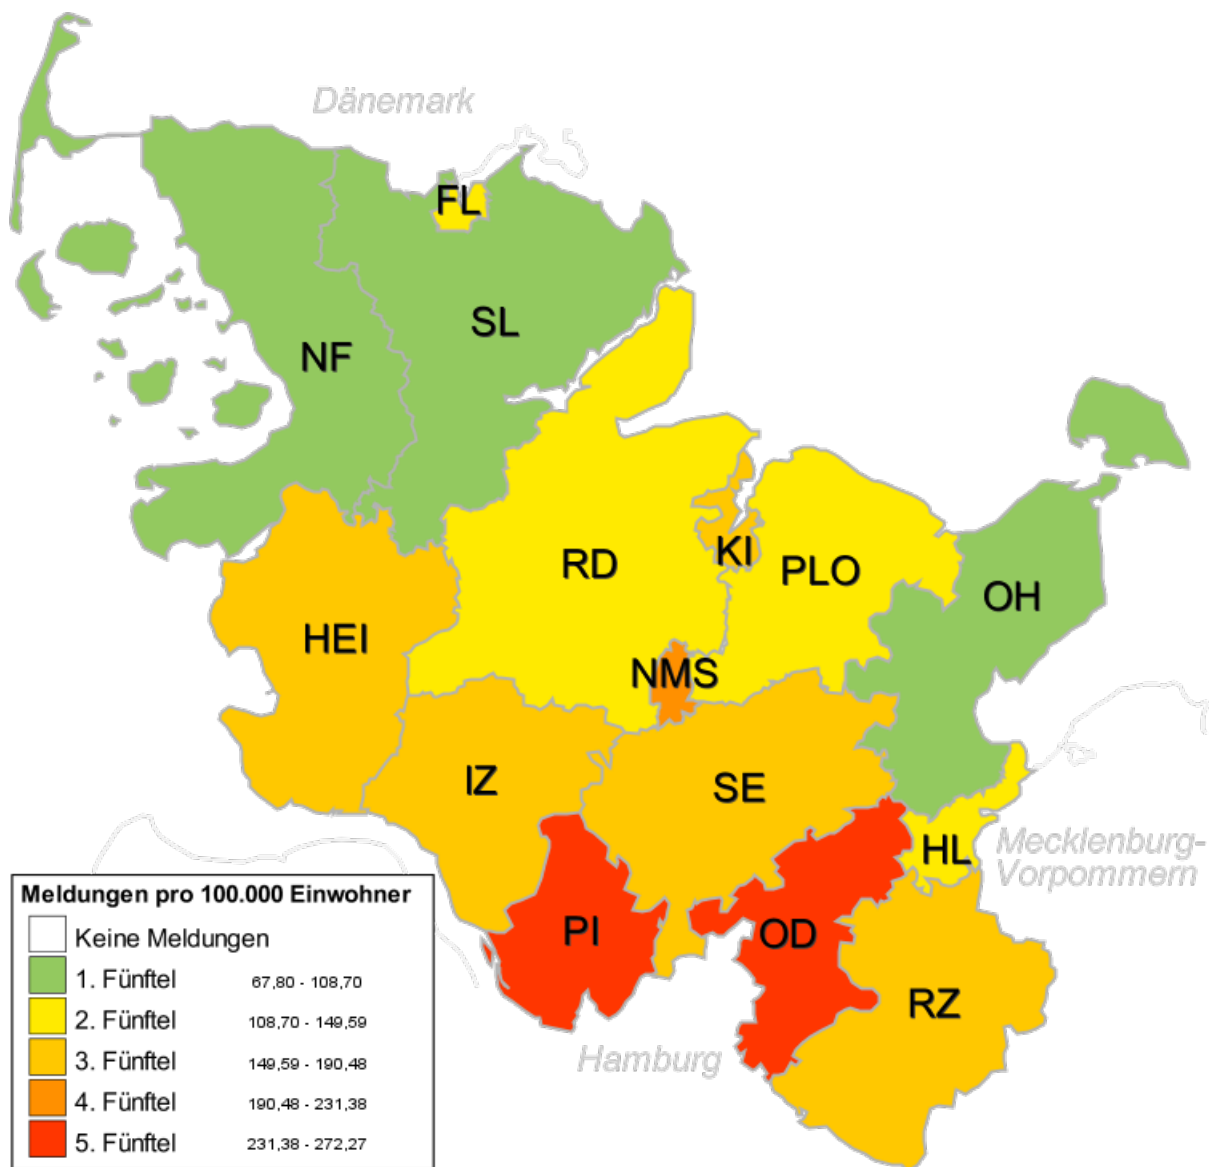 Dänemark
FL
SL
NF
RD
KI
PLO
OH
HEI
NMS
IZ
SE
HL
Mecklenburg-
Vorpommern
PI
OD
RZ
Hamburg
Meldungen pro 100.000 Einwohner
Keine Meldungen
1. Fünftel 67,80 - 108,70
2. Fünftel 108,70 - 149,59
3. Fünftel 149,59 - 190,48
4. Fünftel 190,48 - 231,38
5. Fünftel 231,38 - 272,27